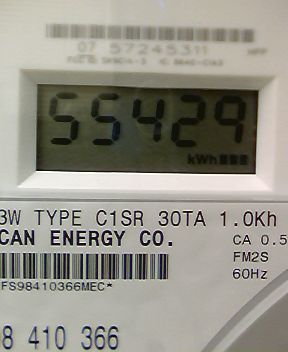 07 57245311
55429
kWh
3W TYPE C1SR 30TA 1.0Kh
CAN ENERGY CO.
CA 0.5
FM2S
FS98410366MEC*
60Hz
98 410 366